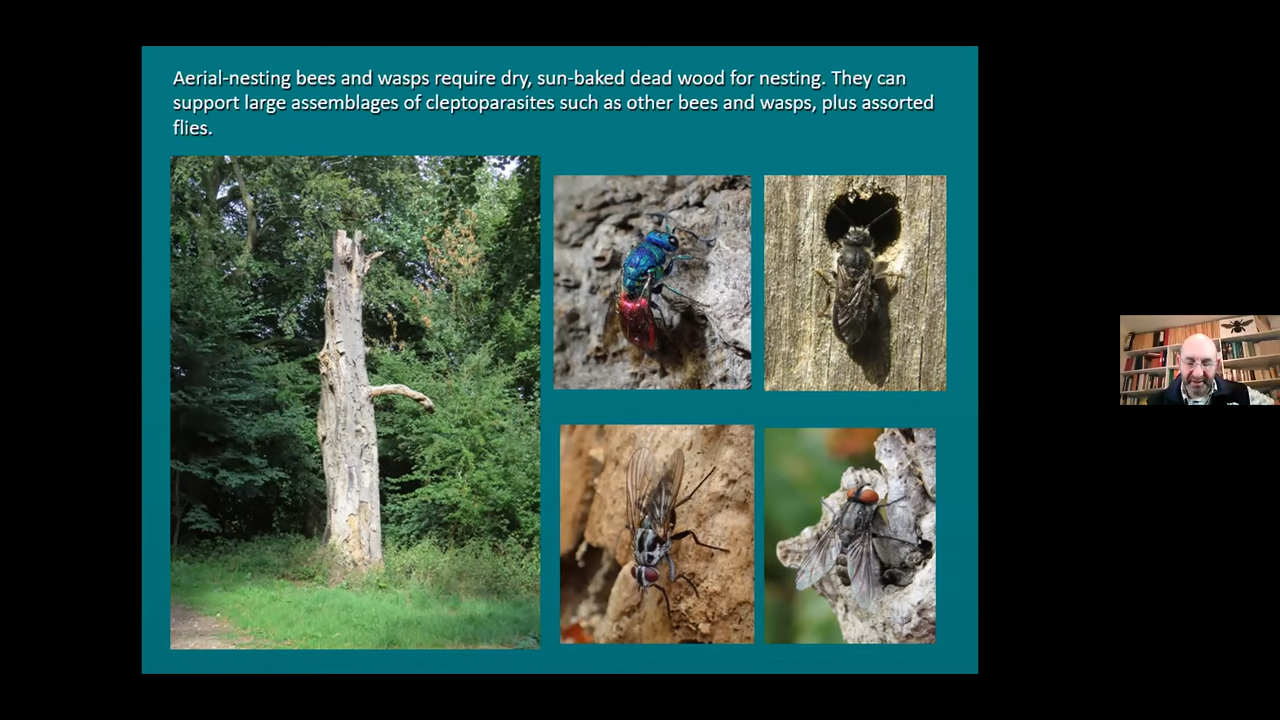 Aerial-nesting bees and wasps require dry, sun-baked dead wood for nesting. They can
support large assemblages of cleptoparasites such as other bees and wasps, plus assorted
flies.